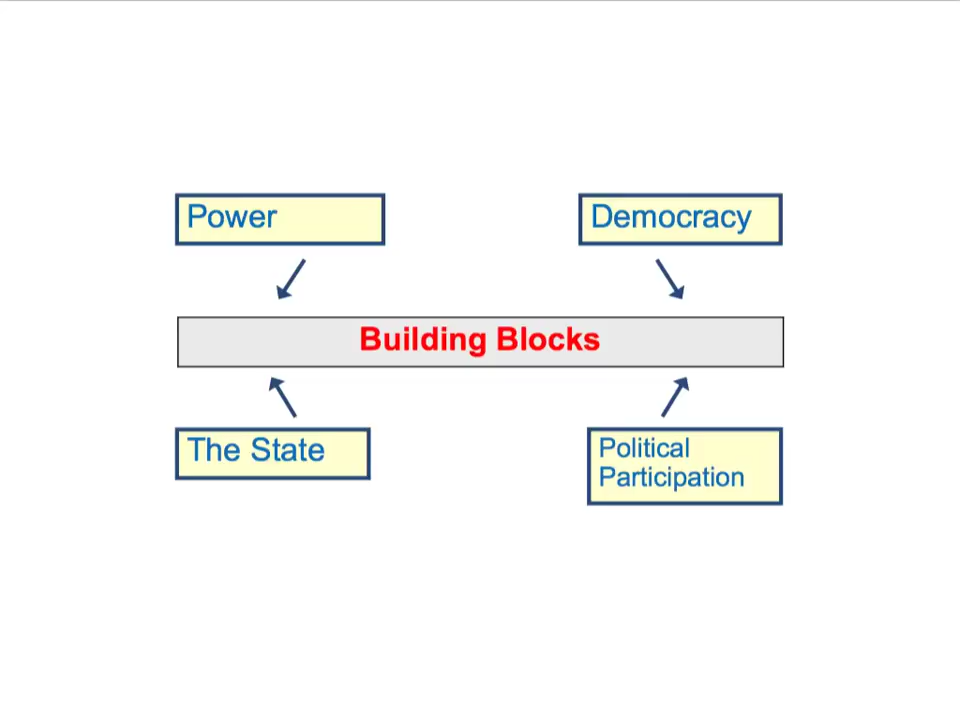 Power
Democracy
Building Blocks
The State
Political
Participation